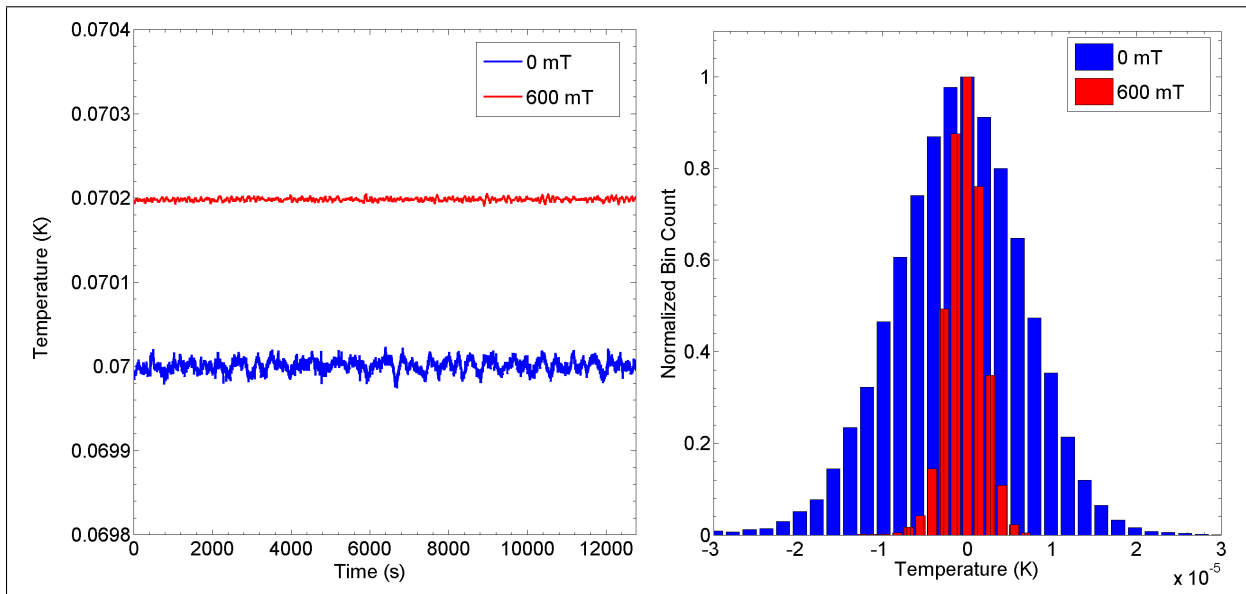 0.0704
0.0703
0.0702
0.0701
0.07
0.0699
0.0698
Temperature (K)
0 2000 4000 6000 8000 10000 12000
Time (s)
0 mT
600 mT
1
0.8
0.6
0.4
0.2
0
Normalized Bin Count
-3 -2 -1 0 1 2 3
Temperature (K)
x 10^-5
0 mT
600 mT